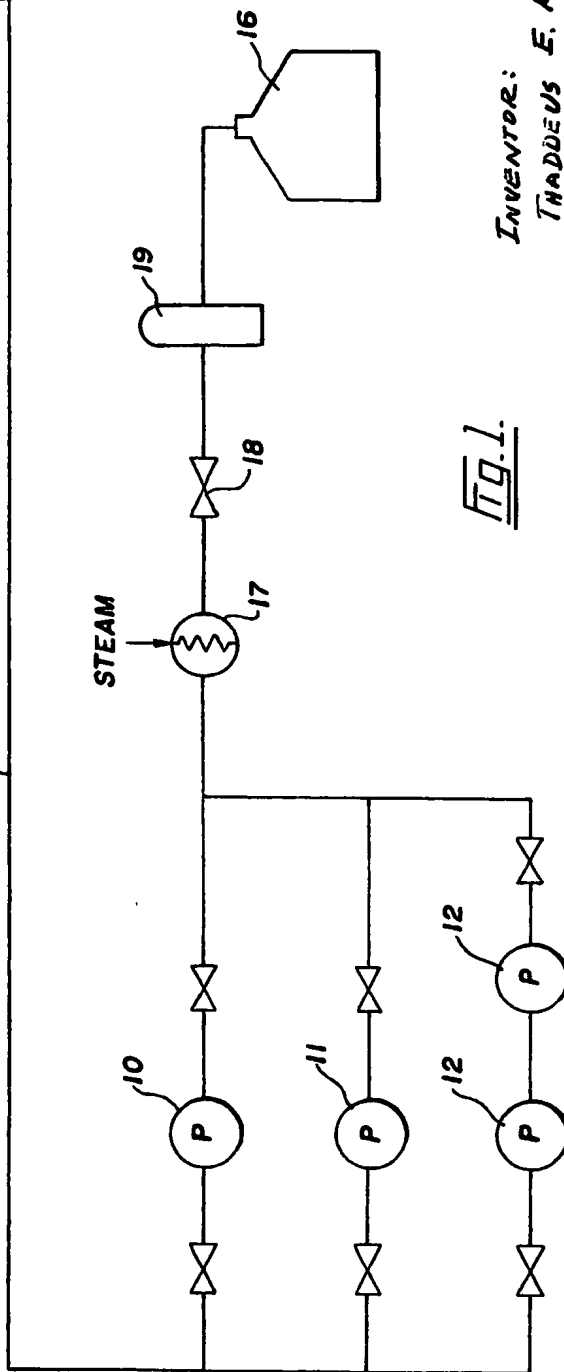 STEAM
10
19
P
16
18
17
11
P
12
12
P
P
Fig.1.
INVENTOR:
THADDEUS E.